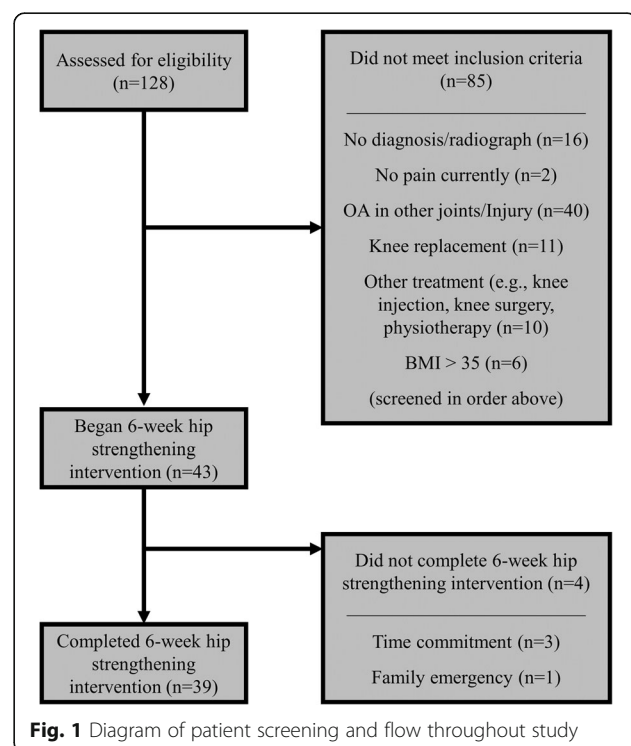 Assessed for eligibility
(n=128)
Did not meet inclusion criteria
(n=85)
No diagnosis/radiograph (n=16)
No pain currently (n=2)
OA in other joints/Injury (n=40)
Knee replacement (n=11)
Other treatment (e.g., knee
injection, knee surgery,
physiotherapy (n=10)
BMI > 35 (n=6)
(screened in order above)
Began 6-week hip
strengthening
intervention (n=43)
Did not complete 6-week hip
strengthening intervention (n=4)
Time commitment (n=3)
Family emergency (n=1)
Completed 6-week hip
strengthening
intervention (n=39)
Fig. 1 Diagram of patient screening and flow throughout study